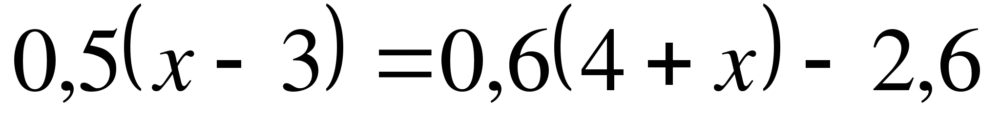 0,5(x - 3) =0,6(4 + x) - 2,6